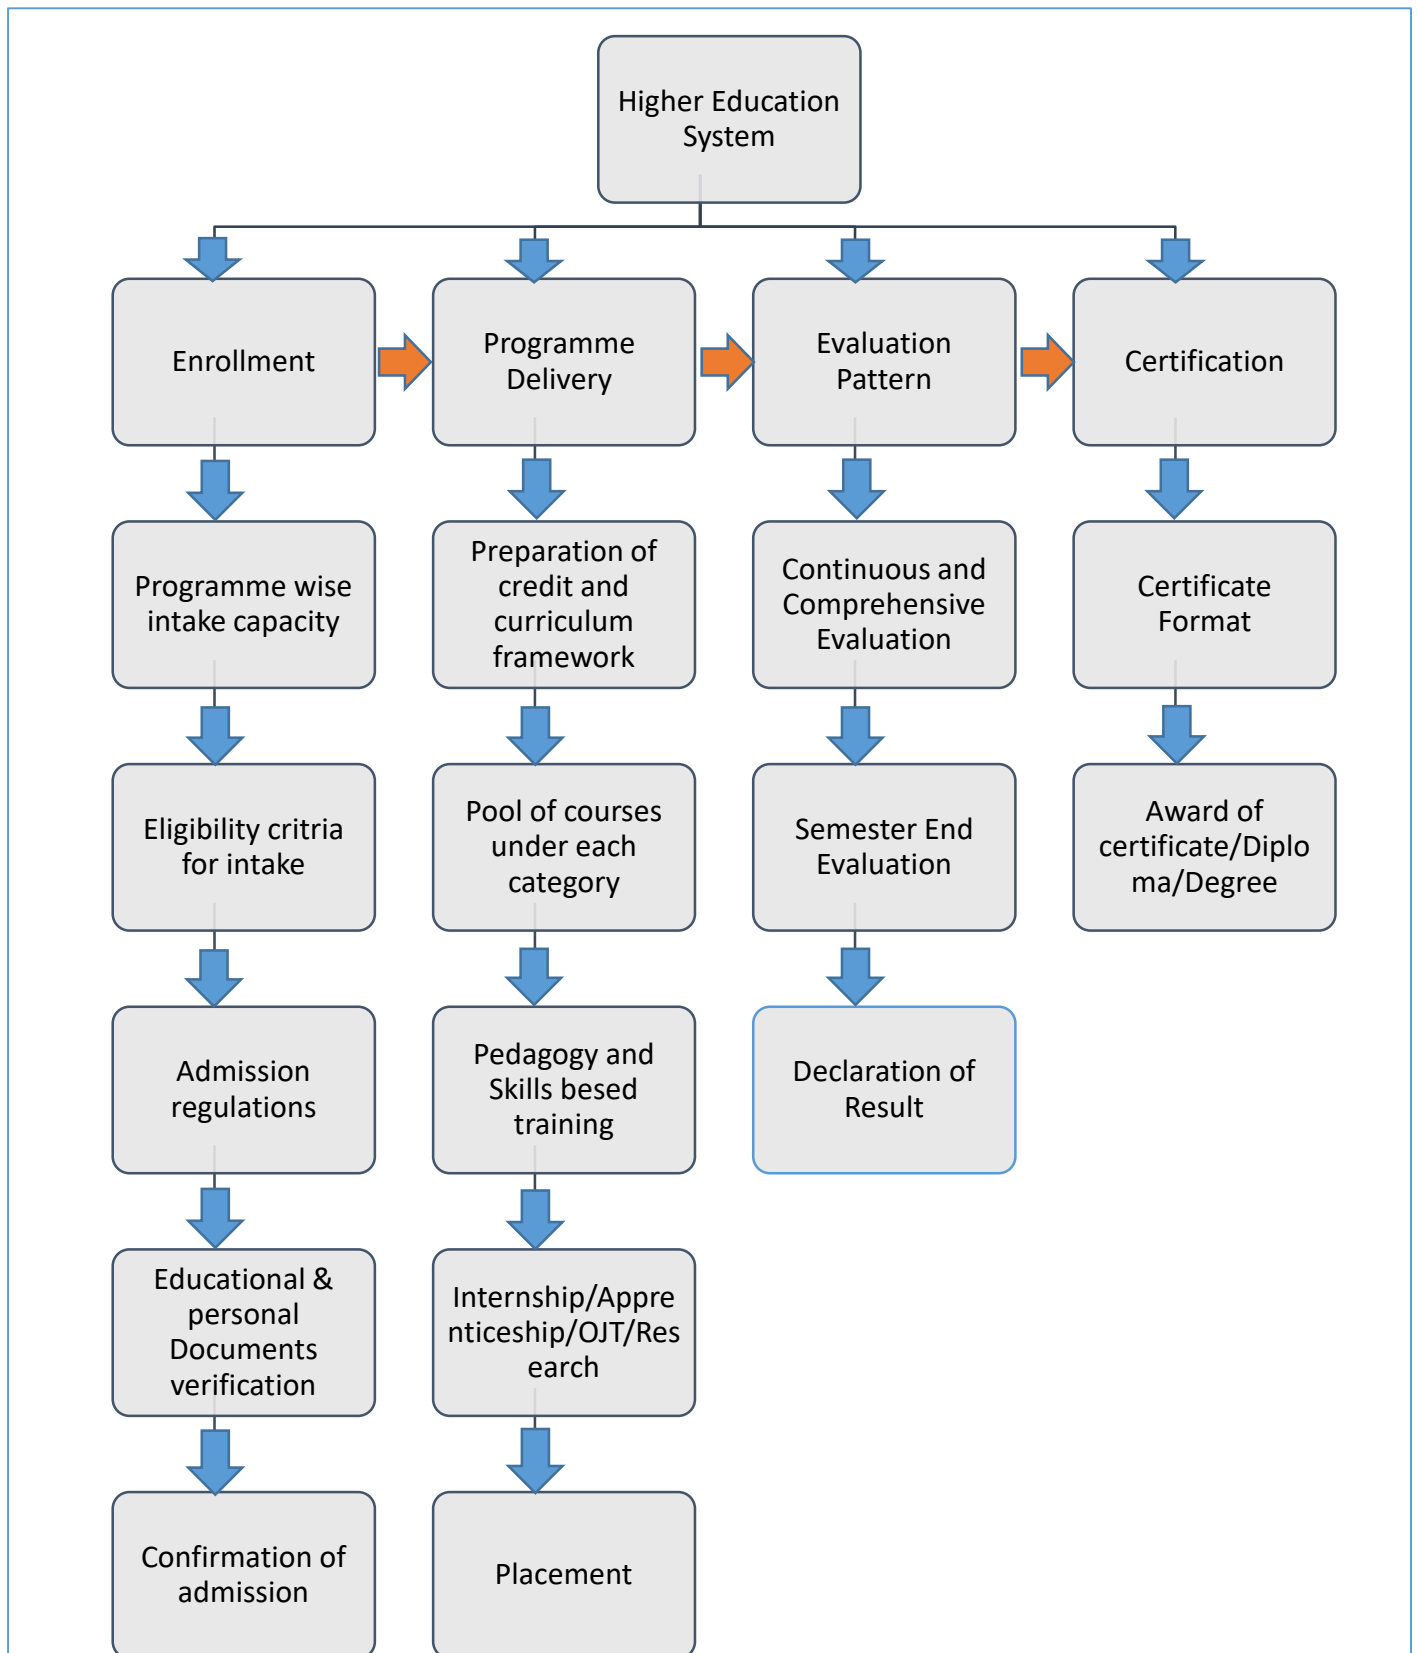 Higher Education
System
Enrollment
Programme
Delivery
Evaluation
Pattern
Certification
Programme wise
intake capacity
Preparation of
credit and
curriculum
framework
Continuous and
Comprehensive
Evaluation
Certificate
Format
Eligibility critria
for intake
Pool of courses
under each
category
Semester End
Evaluation
Award of
certificate/Diplo
ma/Degree
Admission
regulations
Pedagogy and
Skills besed
training
Declaration of
Result
Educational &
personal
Documents
verification
Internship/Appre
nticeship/OJT/Res
earch
Confirmation of
admission
Placement